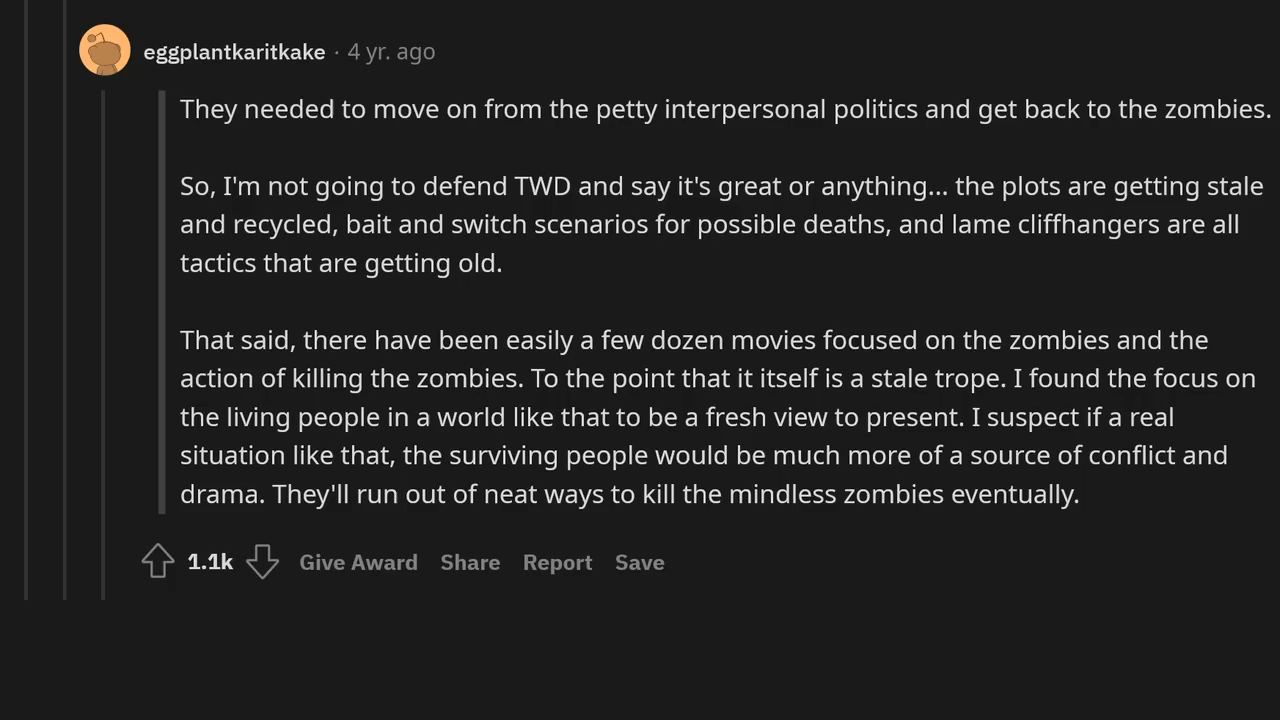 eggplantkaritkake · 4 yr. ago
They needed to move on from the petty interpersonal politics and get back to the zombies.
So, I'm not going to defend TWD and say it's great or anything... the plots are getting stale
and recycled, bait and switch scenarios for possible deaths, and lame cliffhangers are all
tactics that are getting old.
That said, there have been easily a few dozen movies focused on the zombies and the
action of killing the zombies. To the point that it itself is a stale trope. I found the focus on
the living people in a world like that to be a fresh view to present. I suspect if a real
situation like that, the surviving people would be much more of a source of conflict and
drama. They'll run out of neat ways to kill the mindless zombies eventually.
1.1k Give Award Share Report Save